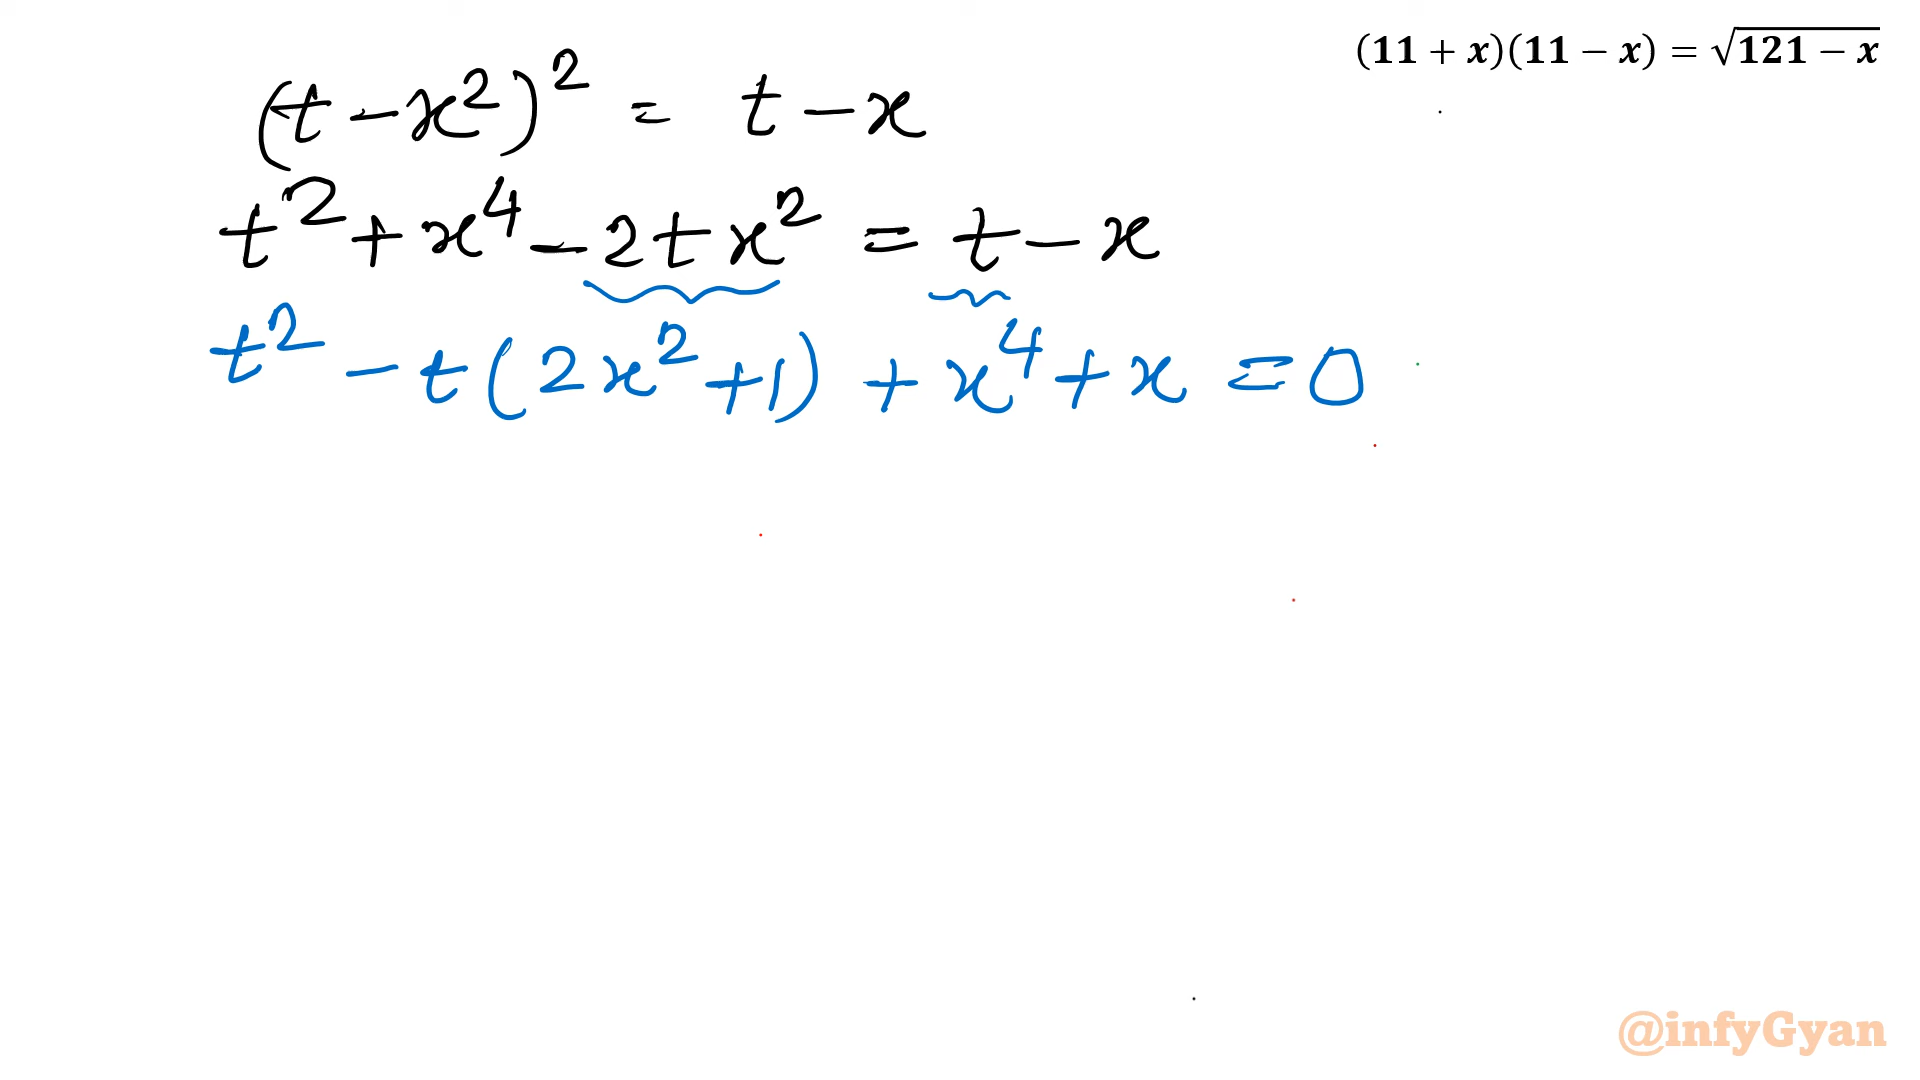 (11 + x)(11 − x) = √121 − x
(t − x²)² = t − x
t² + x⁴ − 2tx² = t − x
t² − t(2x² + 1) + x⁴ + x = 0
@infyGyan